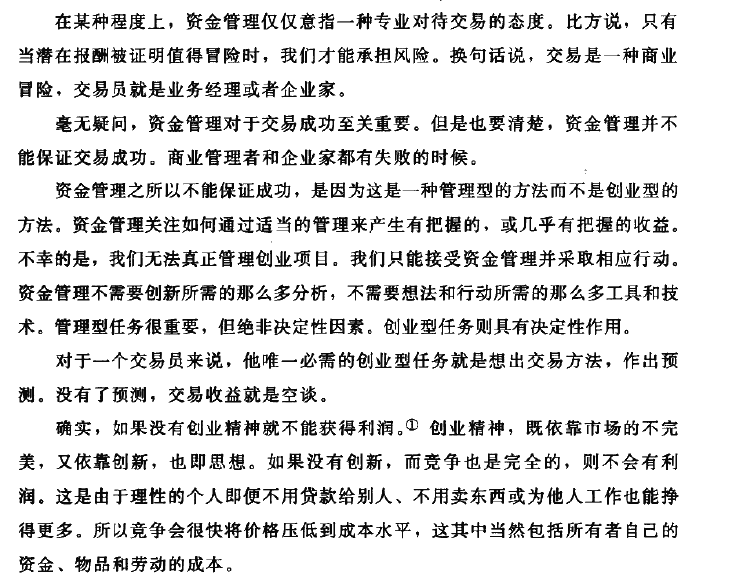 在某种程度上，资金管理仅仅意指一种专业对待交易的态度。比方说，只有
当潜在报酬被证明值得冒险时，我们才能承担风险。换句话说，交易是一种商业
冒险，交易员就是业务经理或者企业家。
毫无疑问，资金管理对于交易成功至关重要。但是也要清楚，资金管理并不
能保证交易成功。商业管理者和企业家都有失败的时候。
资金管理之所以不能保证成功，是因为这是一种管理型的方法而不是创业型的
方法。资金管理关注如何通过适当的管理来产生有把握的，或几乎有把握的收益。
不幸的是，我们无法真正管理创业项目。我们只能接受资金管理并采取相应行动。
资金管理不需要创新所需的那么多分析，不需要想法和行动所需的那么多工具和技
术。管理型任务很重要，但绝非决定性因素。创业型任务则具有决定性作用。
对于一个交易员来说，他唯一必需的创业型任务就是想出交易方法，作出预
测。没有了预测，交易收益就是空谈。
确实，如果没有创业精神就不能获得利润。① 创业精神，既依靠市场的不完
美，又依靠创新，也即思想。如果没有创新，而竞争也是完全的，则不会有利
润。这是由于理性的个人即便不用贷款给别人、不用卖东西或为他人工作也能挣
得更多。所以竞争会很快将价格压低到成本水平，这其中当然包括所有者自己的
资金、物品和劳动的成本。